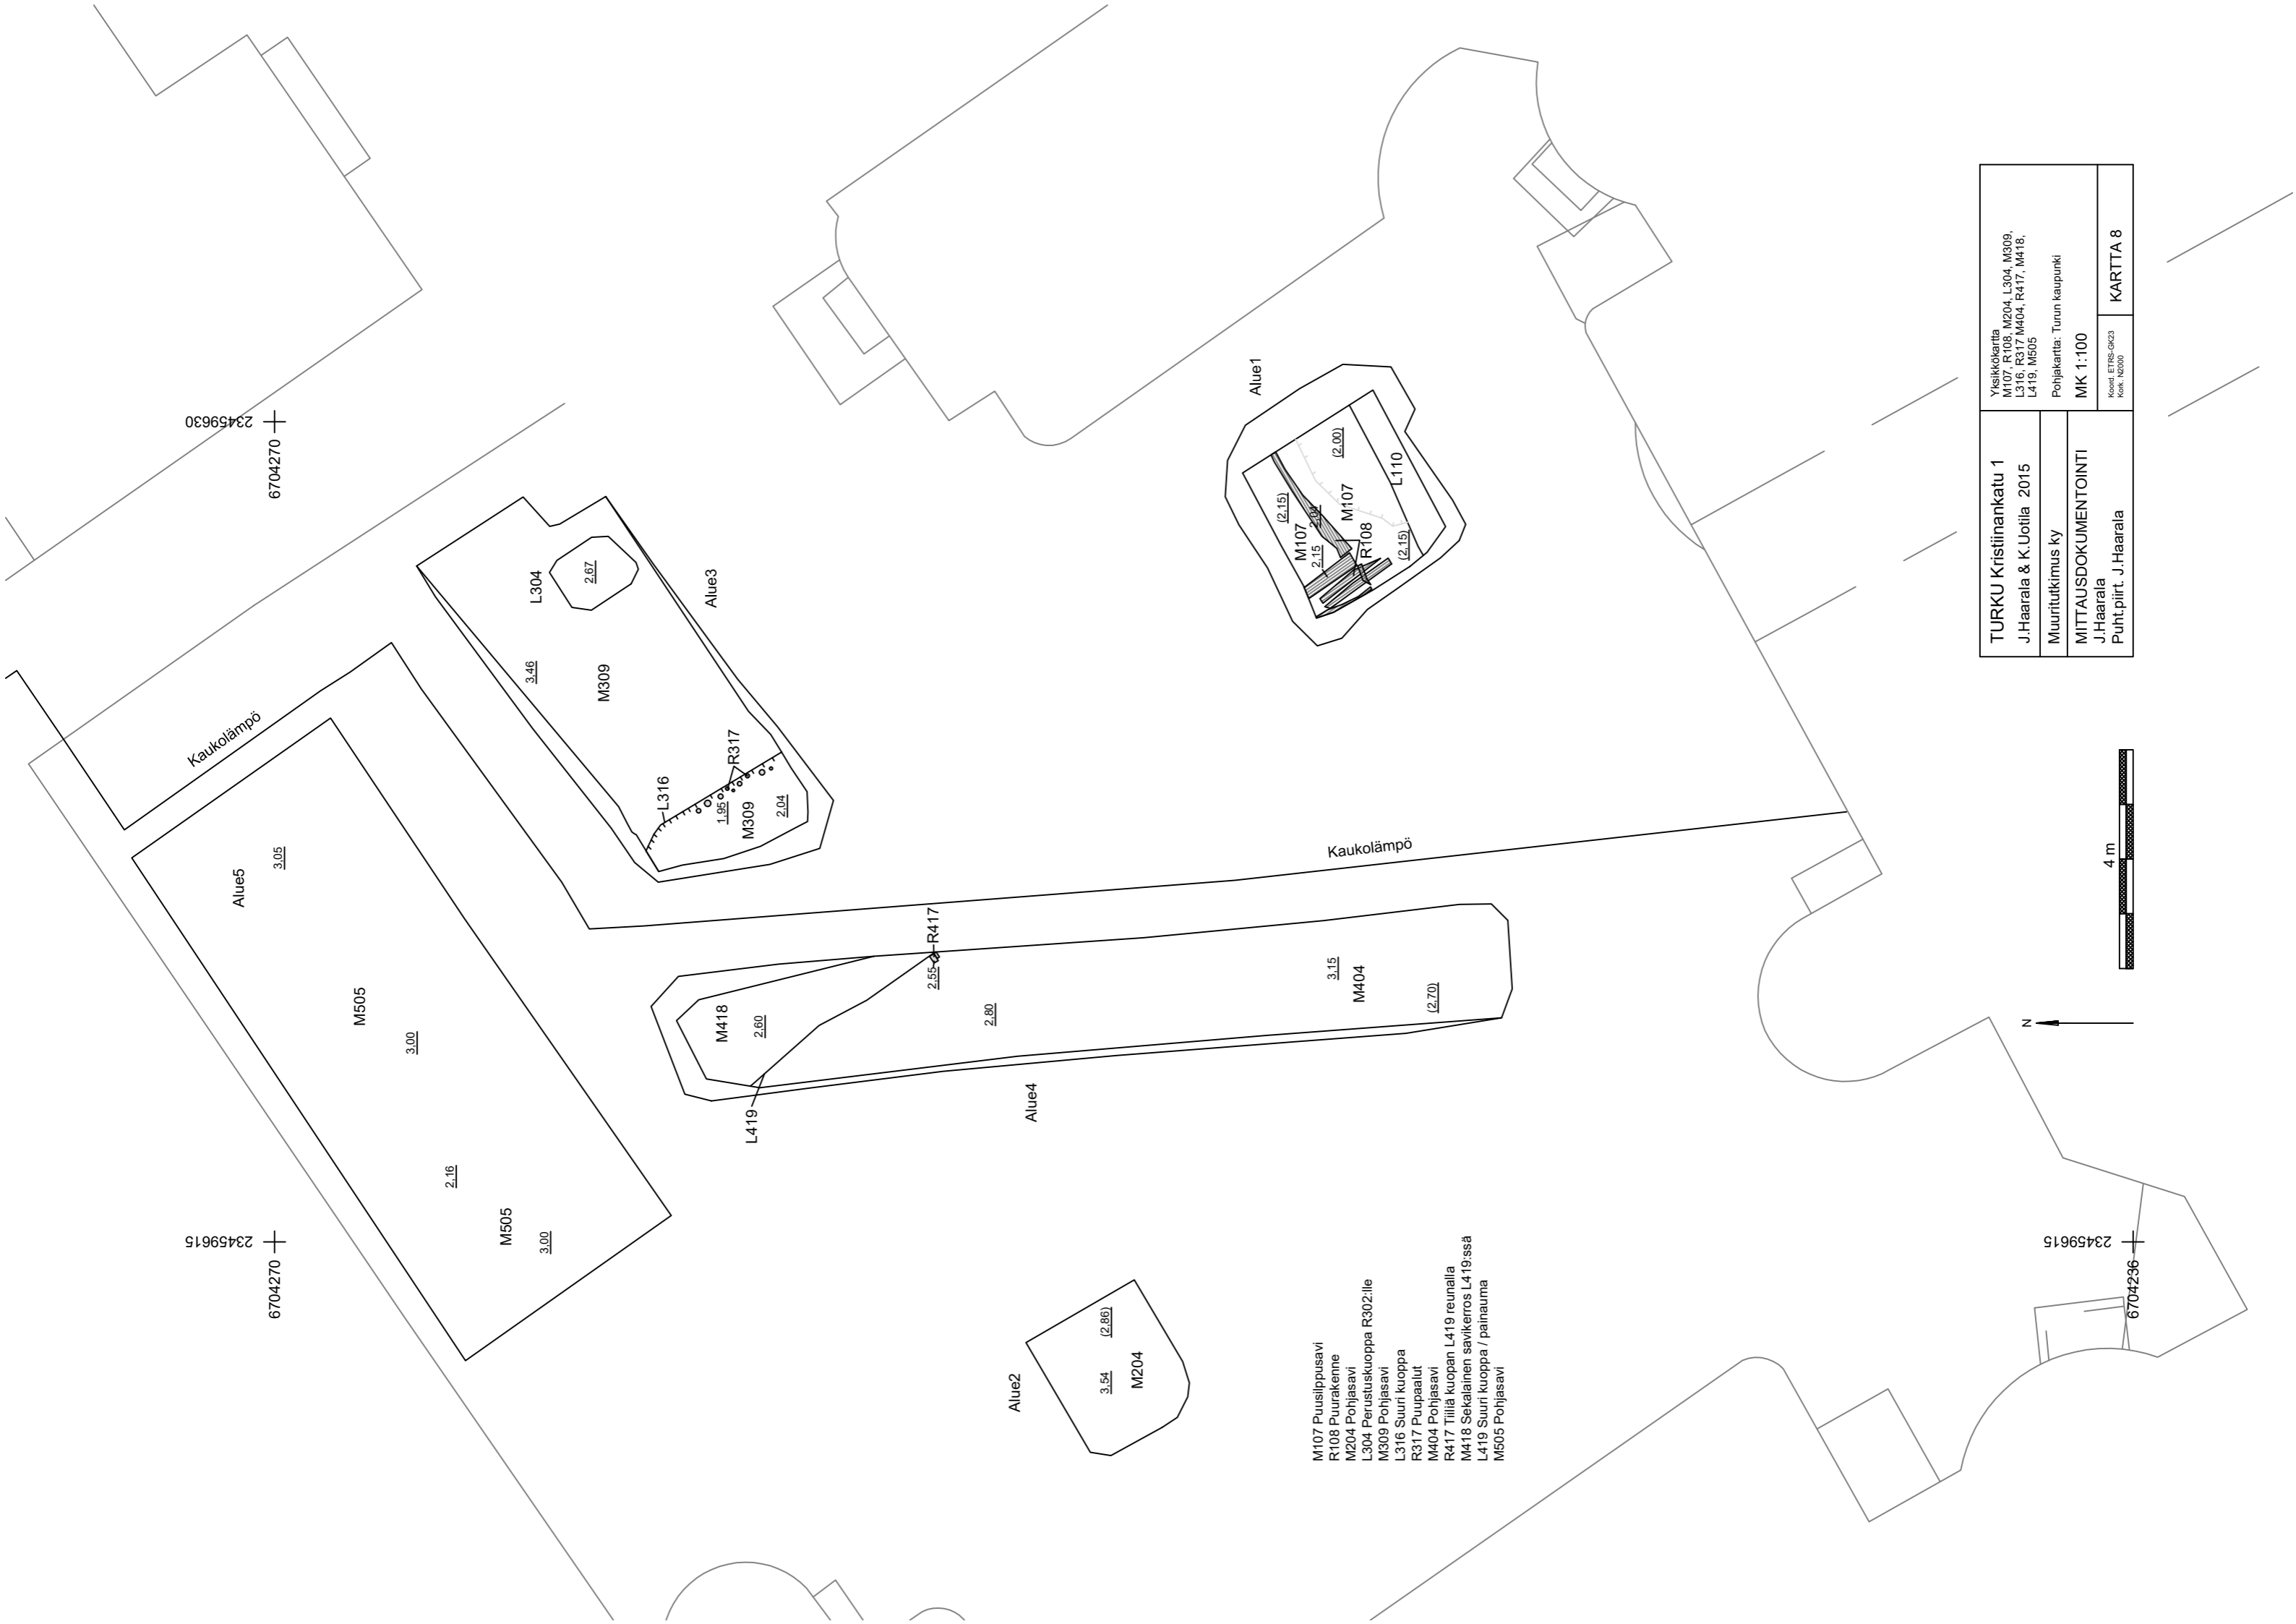 23459630
6704270
Kaukolämpö
Alue5
3,05
M505
3,00
2,16
M505
3,00
23459615
6704270
L304
2,67
Alue3
3,46
M309
L316
R317
1,95
M309
2,04
Alue1
(2,00)
L110
(2,15)
M107
2,04
M107
2,15
R108
(2,15)
Kaukolämpö
R417
2,55
M418
2,60
L419
2,80
3,15
M404
(2,70)
Alue4
Alue2
3,54
(2,86)
M204
M107 Puusilppusavi
R108 Puurakenne
M204 Pohjasavi
L304 Perustuskuoppa R302:lle
M309 Pohjasavi
L316 Suuri kuoppa
R317 Puupaalut
M404 Pohjasavi
R417 Tiiliä kuopan L419 reunalla
M418 Sekalainen savikerros L419:ssä
L419 Suuri kuoppa / painauma
M505 Pohjasavi
23459615
6704236
N
4 m
TURKU Kristiinankatu 1
J.Haarala & K.Uotila 2015
Muuritutkimus ky
MITTAUSDOKUMENTOINTI
J.Haarala
Puht.piirt. J.Haarala
Yksikkökartta
M107, R108, M204, L304, M309,
L316, R317 M404, R417, M418,
L419, M505
Pohjakartta: Turun kaupunki
MK 1:100
Koord. ETRS-GK23
Kork. N2000
KARTTA 8